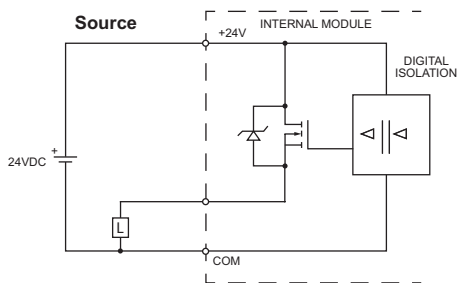 Source
INTERNAL MODULE
+24V
DIGITAL
ISOLATION
+
24VDC
L
COM